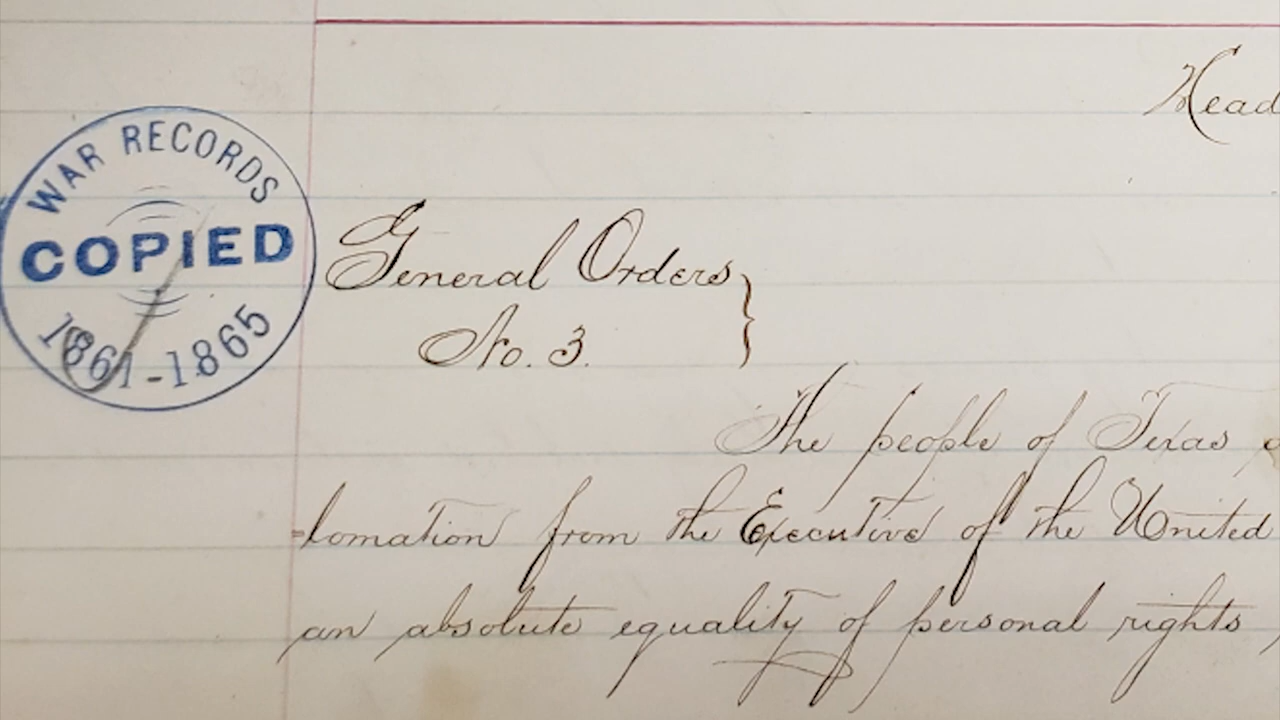 WAR RECORDS
COPIED
1861-1865
Head
General Orders
No. 3.
The people of Texas
-lamation from the Executive of the United
an absolute equality of personal rights